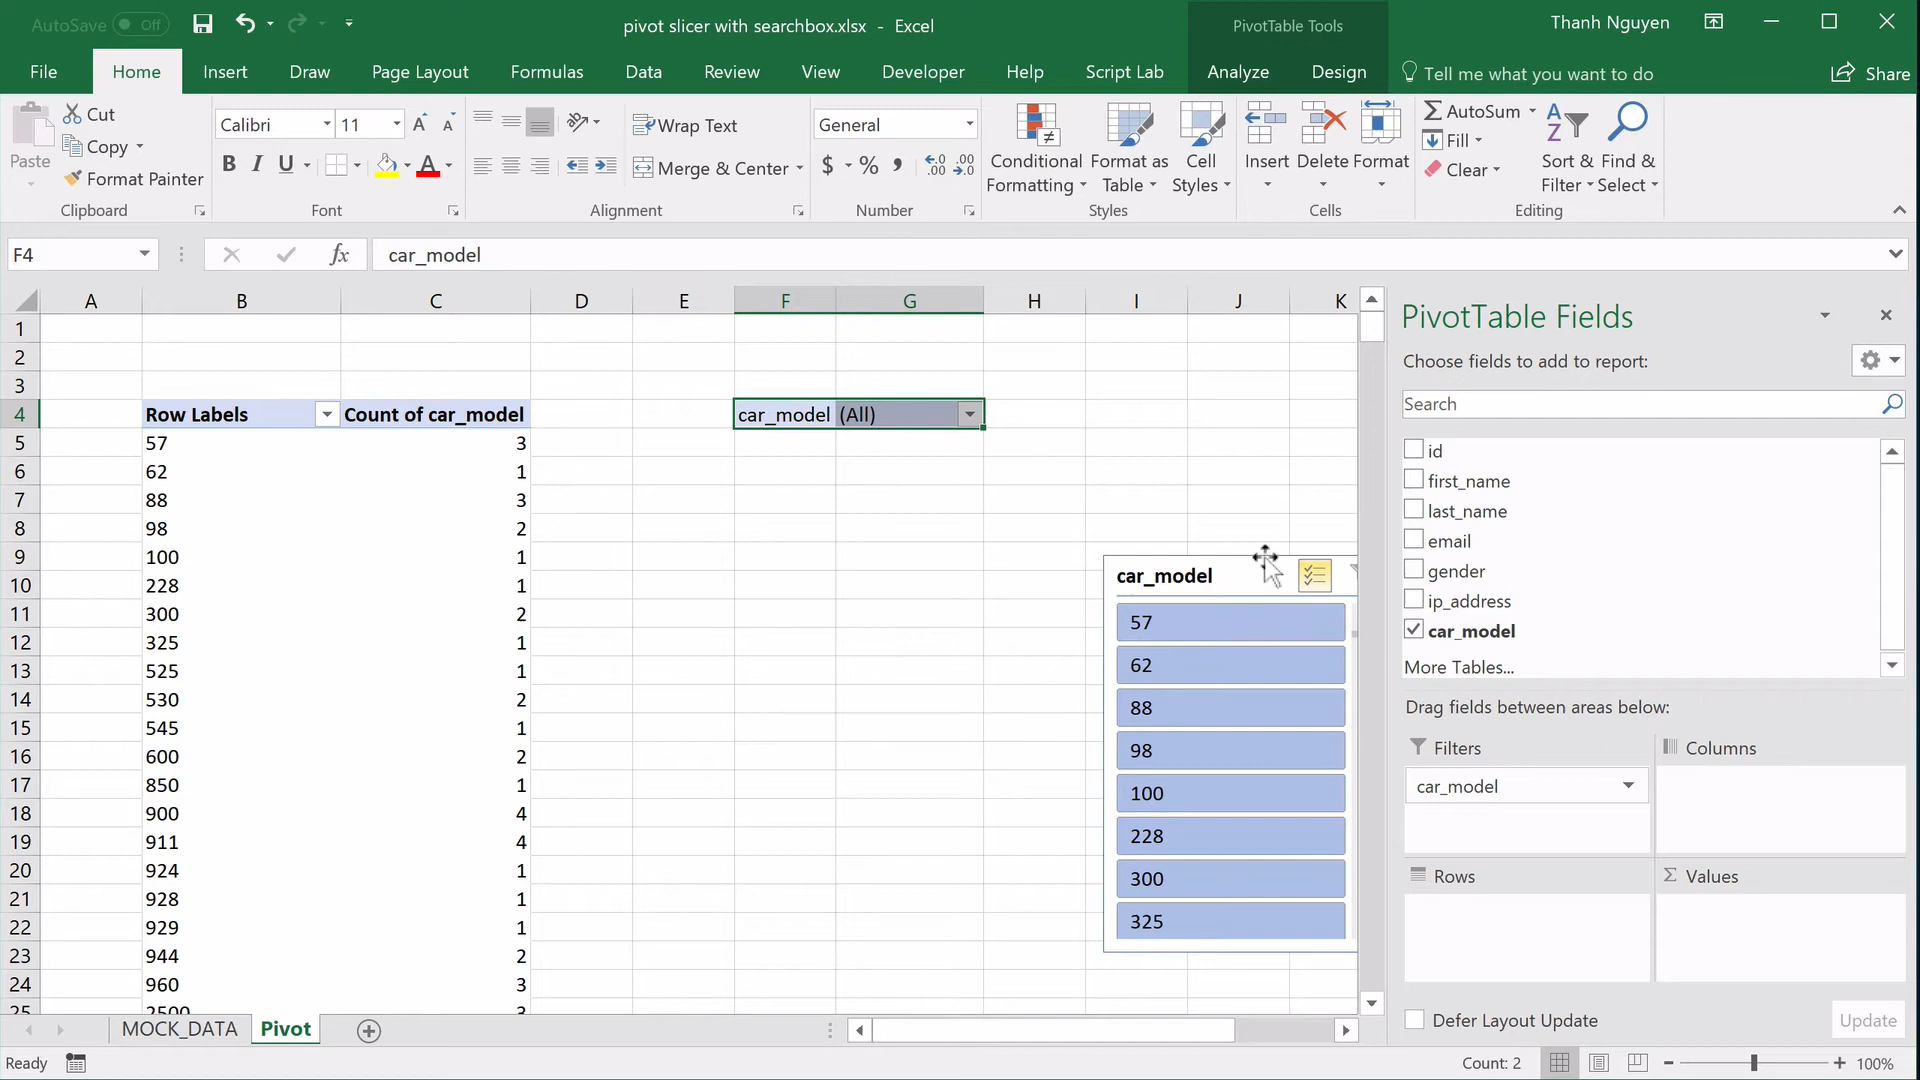 AutoSave Off
pivot slicer with searchbox.xlsx - Excel
PivotTable Tools
Thanh Nguyen
File Home Insert Draw Page Layout Formulas Data Review View Developer Help Script Lab Analyze Design Tell me what you want to do Share
Paste
Cut
Copy
Format Painter
Clipboard
Calibri 11
B I U A
Font
Wrap Text
Merge & Center
Alignment
General
$ % ,
Number
Conditional Formatting
Format as Table
Cell Styles
Styles
Insert Delete Format
Cells
AutoSum
Fill
Clear
Sort & Filter
Find & Select
Editing
F4 fx car_model
A B C D E F G H I J K
1
2
3
4 Row Labels Count of car_model car_model (All)
5 57 3
6 62 1
7 88 3
8 98 2
9 100 1
10 228 1
11 300 2
12 325 1
13 525 1
14 530 2
15 545 1
16 600 2
17 850 1
18 900 4
19 911 4
20 924 1
21 928 1
22 929 1
23 944 2
24 960 3
25 2500 3
car_model
57
62
88
98
100
228
300
325
PivotTable Fields
Choose fields to add to report:
Search
id
first_name
last_name
email
gender
ip_address
car_model
More Tables...
Drag fields between areas below:
Filters
car_model
Columns
Rows
Σ Values
Defer Layout Update Update
MOCK_DATA Pivot
Ready Count: 2 100%